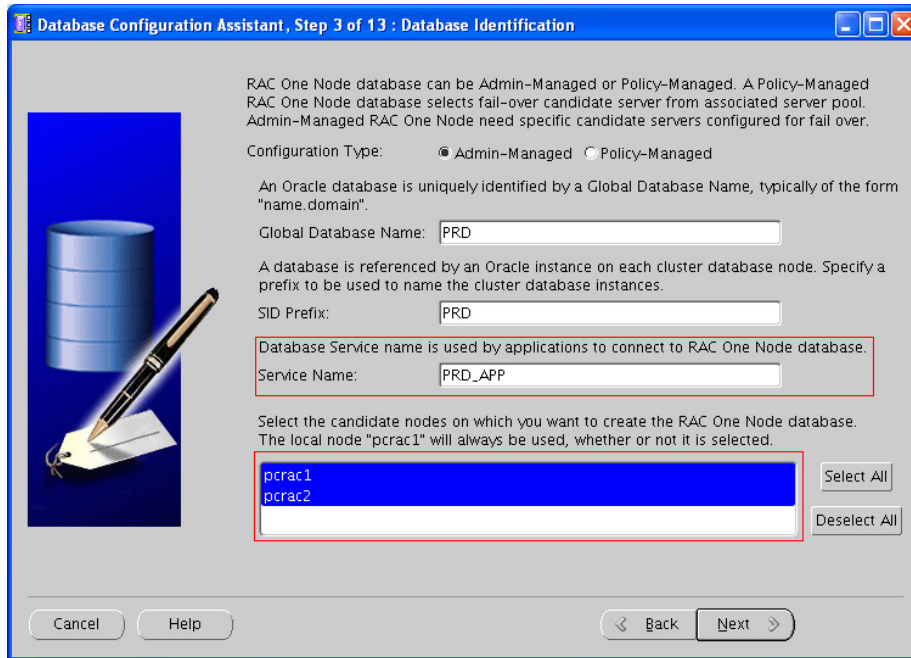 Database Configuration Assistant, Step 3 of 13 : Database Identification
RAC One Node database can be Admin-Managed or Policy-Managed. A Policy-Managed
RAC One Node database selects fail-over candidate server from associated server pool.
Admin-Managed RAC One Node need specific candidate servers configured for fail over.
Configuration Type: Admin-Managed Policy-Managed
An Oracle database is uniquely identified by a Global Database Name, typically of the form
"name.domain".
Global Database Name: PRD
A database is referenced by an Oracle instance on each cluster database node. Specify a
prefix to be used to name the cluster database instances.
SID Prefix: PRD
Database Service name is used by applications to connect to RAC One Node database.
Service Name: PRD_APP
Select the candidate nodes on which you want to create the RAC One Node database.
The local node "pcrac1" will always be used, whether or not it is selected.
pcrac1
pcrac2
Select All
Deselect All
Cancel Help Back Next